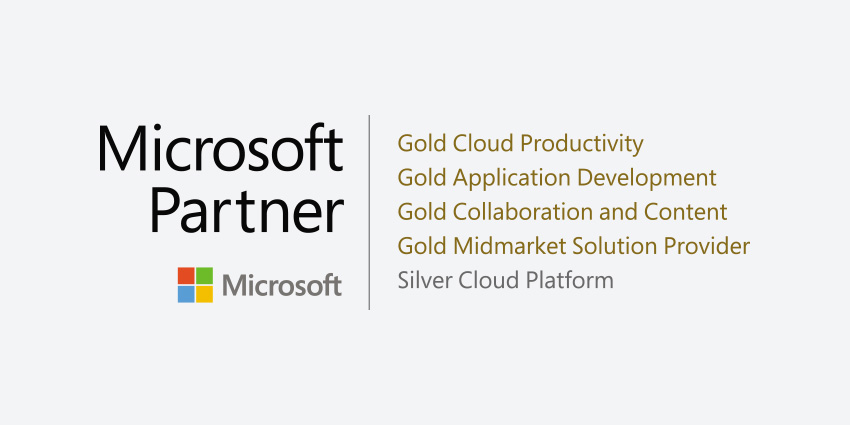 Microsoft
Partner
Microsoft
Gold Cloud Productivity
Gold Application Development
Gold Collaboration and Content
Gold Midmarket Solution Provider
Silver Cloud Platform